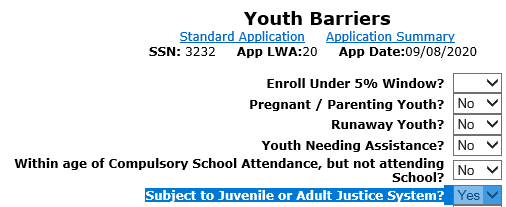 Youth Barriers
Standard Application Application Summary
SSN: 3232 App LWA:20 App Date:09/08/2020
Enroll Under 5% Window?
Pregnant / Parenting Youth? No
Runaway Youth? No
Youth Needing Assistance? No
Within age of Compulsory School Attendance, but not attending
School? No
Subject to Juvenile or Adult Justice System? Yes